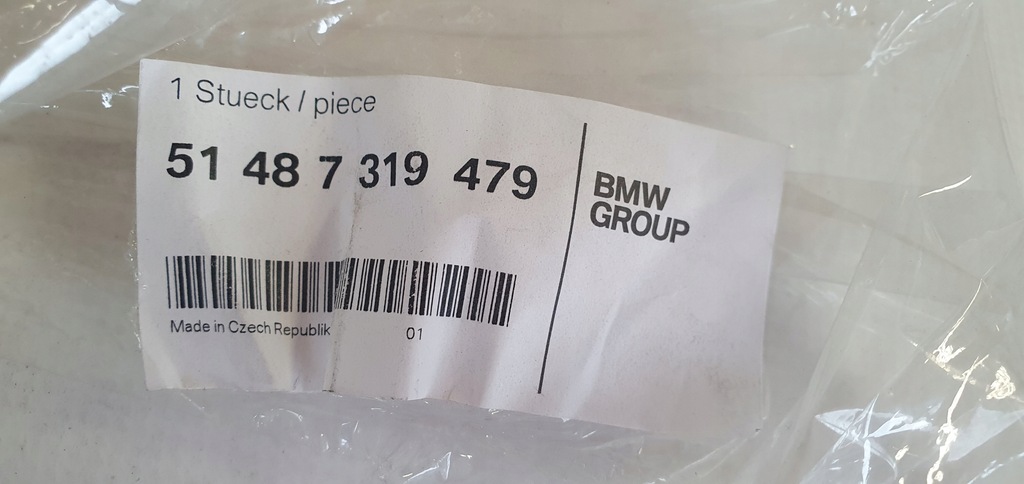 1 Stueck / piece
51 48 7 319 479
BMW
GROUP
Made in Czech Republik
01